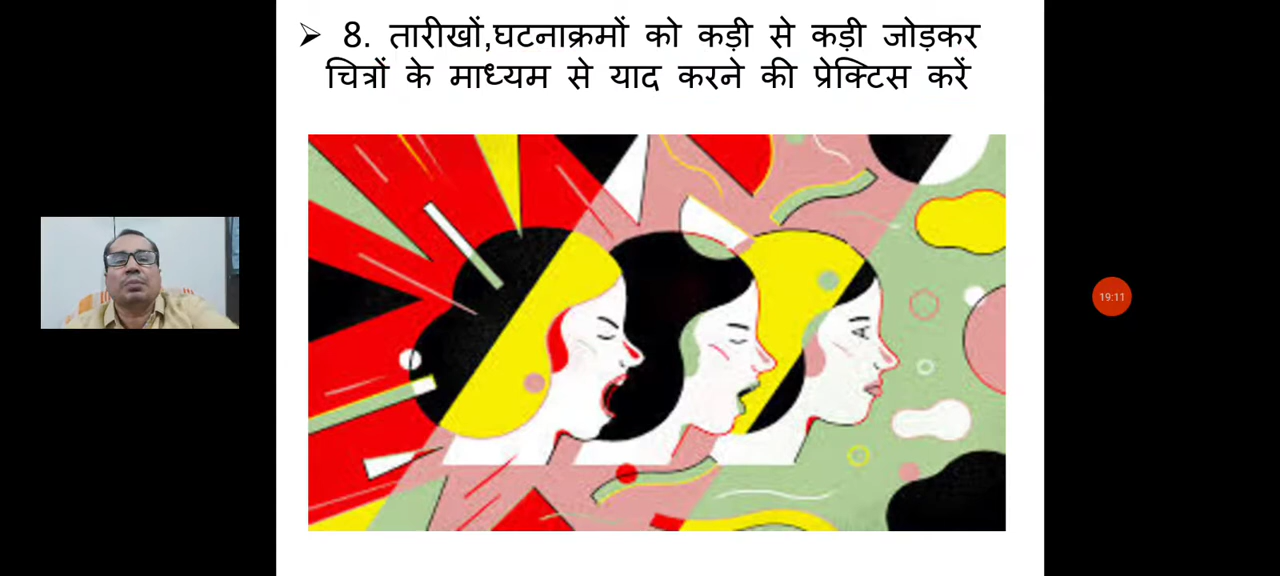 ➢ 8. तारीखों,घटनाक्रमों को कड़ी से कड़ी जोड़कर
चित्रों के माध्यम से याद करने की प्रेक्टिस करें
19:11